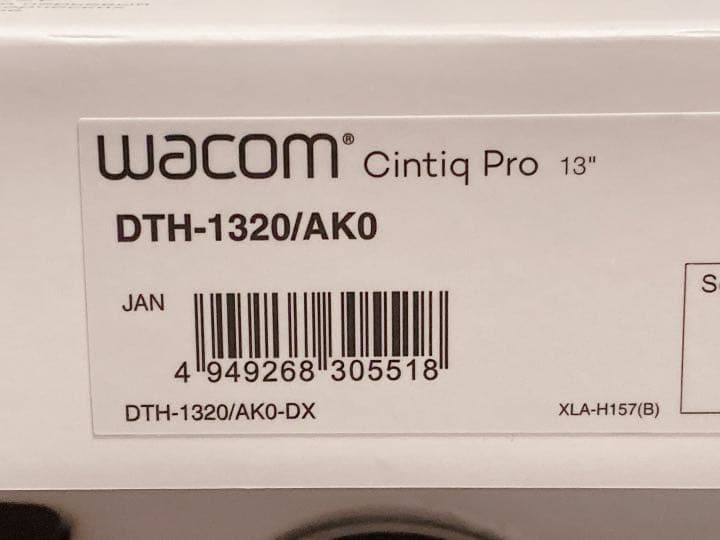 wacom® Cintiq Pro 13"
DTH-1320/AK0
JAN
4 949268 305518
DTH-1320/AK0-DX XLA-H157(B)